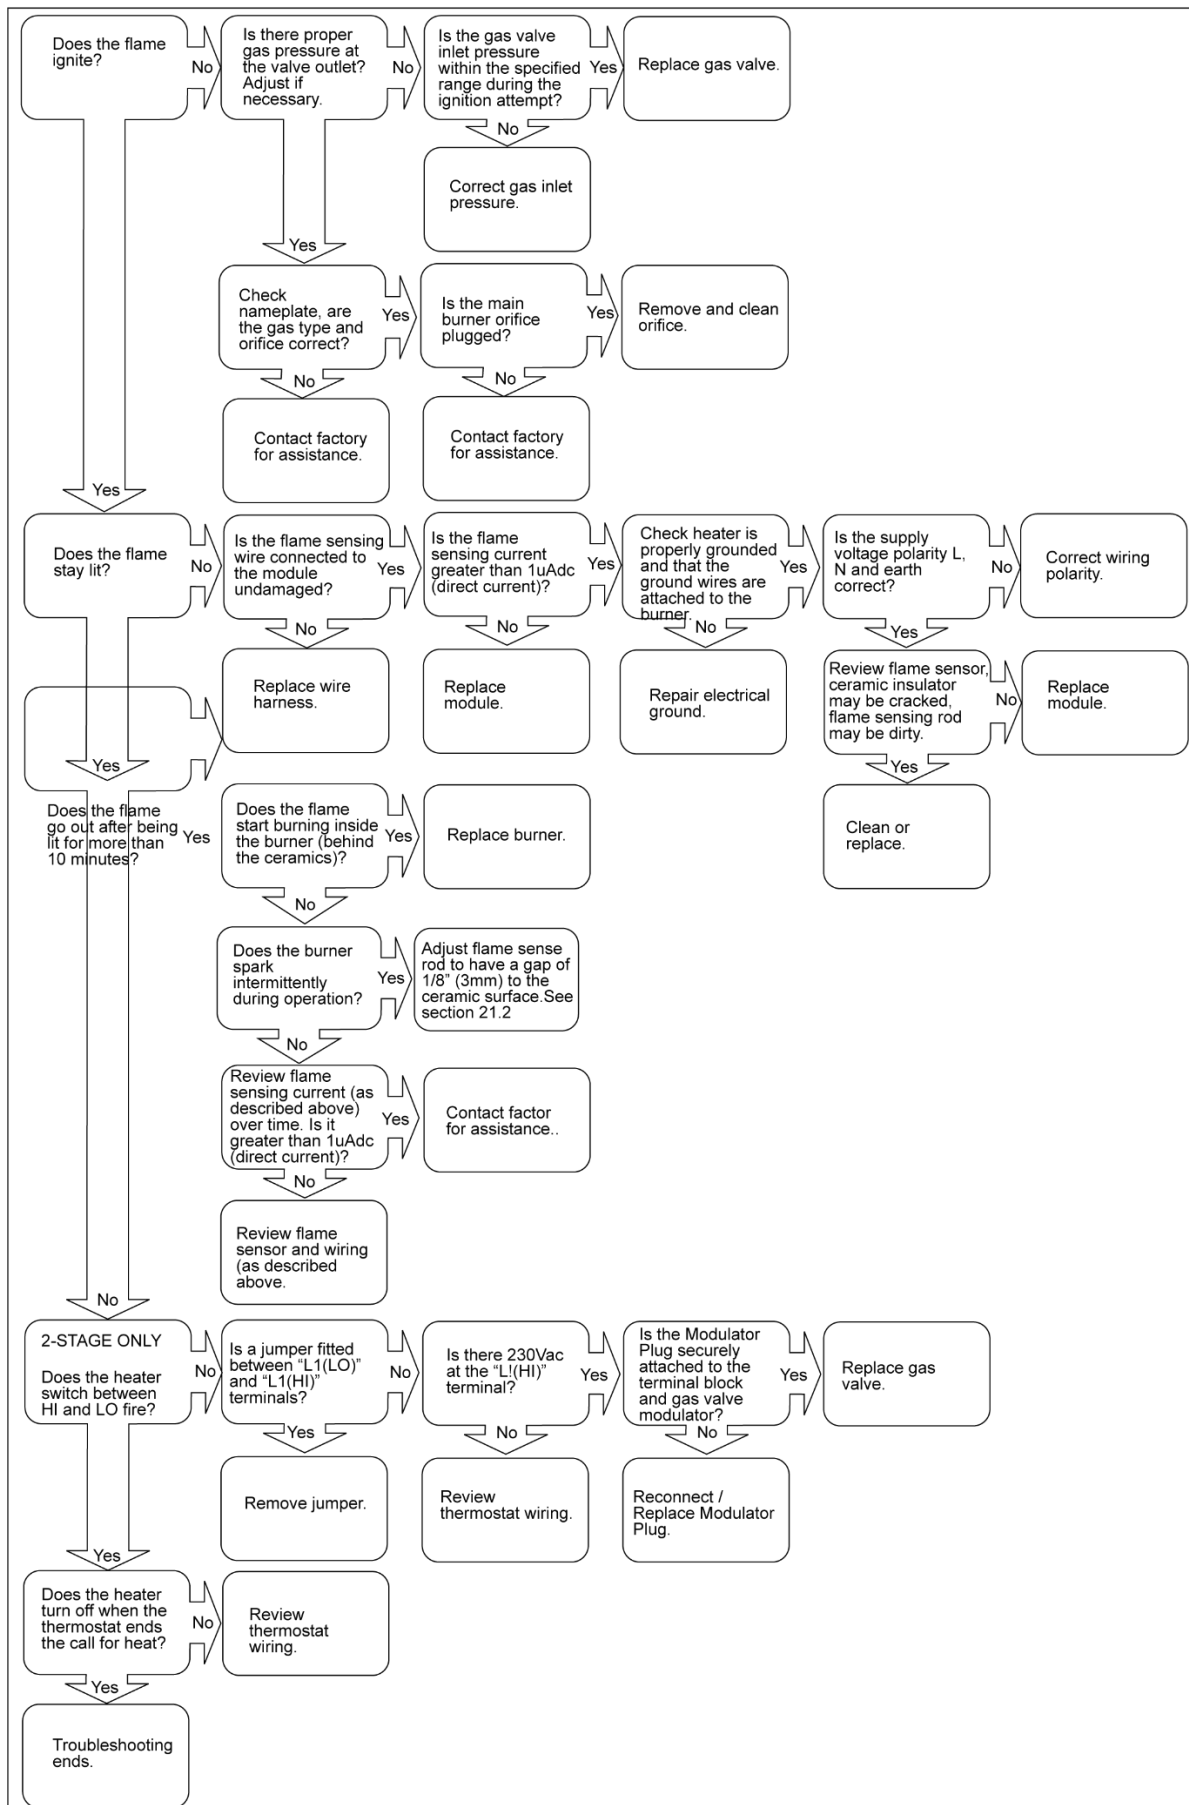 Does the flame
ignite?
No
Is there proper
gas pressure at
the valve outlet?
Adjust if
necessary.
No
Is the gas valve
inlet pressure
within the specified
range during the
ignition attempt?
Yes
Replace gas valve.
No
Correct gas inlet
pressure.
Yes
Check
nameplate, are
the gas type and
orifice correct?
Yes
Is the main
burner orifice
plugged?
Yes
Remove and clean
orifice.
No
No
Contact factory
for assistance.
Contact factory
for assistance.
Yes
Does the flame
stay lit?
No
Is the flame sensing
wire connected to
the module
undamaged?
Yes
Is the flame
sensing current
greater than 1uAdc
(direct current)?
Yes
Check heater is
properly grounded
and that the
ground wires are
attached to the
burner.
Yes
Is the supply
voltage polarity L,
N and earth
correct?
No
Correct wiring
polarity.
No
No
No
Yes
Replace wire
harness.
Replace
module.
Repair electrical
ground.
Review flame sensor,
ceramic insulator
may be cracked,
flame sensing rod
may be dirty.
No
Replace
module.
Yes
Yes
Does the flame
go out after being
lit for more than
10 minutes?
Yes
Does the flame
start burning inside
the burner (behind
the ceramics)?
Yes
Replace burner.
Clean or
replace.
No
Does the burner
spark
intermittently
during operation?
Yes
Adjust flame sense
rod to have a gap of
1/8” (3mm) to the
ceramic surface.See
section 21.2
No
Review flame
sensing current (as
described above)
over time. Is it
greater than 1uAdc
(direct current)?
Yes
Contact factor
for assistance..
No
Review flame
sensor and wiring
(as described
above.
No
2-STAGE ONLY
Does the heater
switch between
HI and LO fire?
No
Is a jumper fitted
between “L1(LO)”
and “L1(HI)”
terminals?
No
Is there 230Vac
at the “L!(HI)”
terminal?
Yes
Is the Modulator
Plug securely
attached to the
terminal block
and gas valve
modulator?
Yes
Replace gas
valve.
Yes
No
No
Remove jumper.
Review
thermostat wiring.
Reconnect /
Replace Modulator
Plug.
Yes
Does the heater
turn off when the
thermostat ends
the call for heat?
No
Review
thermostat
wiring.
Yes
Troubleshooting
ends.